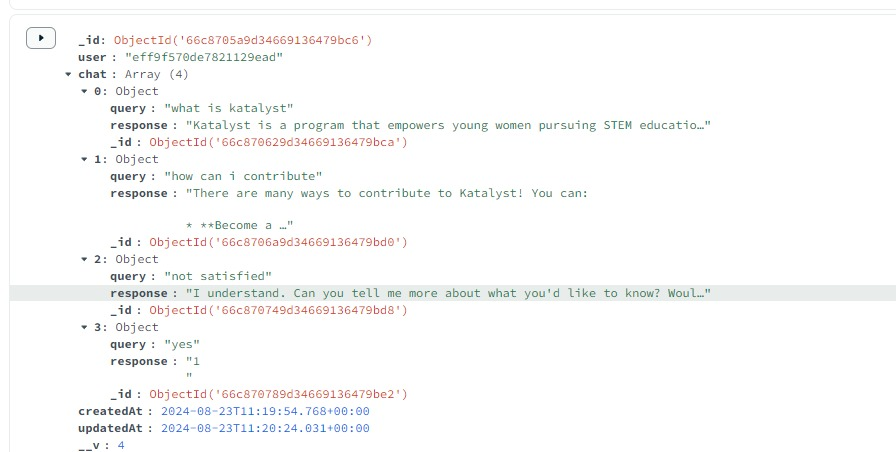 _id: ObjectId('66c8705a9d34669136479bc6')
user : "eff9f570de7821129ead"
chat : Array (4)
0: Object
query : "what is katalyst"
response : "Katalyst is a program that empowers young women pursuing STEM educatio…"
_id : ObjectId('66c870629d34669136479bca')
1: Object
query : "how can i contribute"
response : "There are many ways to contribute to Katalyst! You can:
* **Become a …"
_id : ObjectId('66c8706a9d34669136479bd0')
2: Object
query : "not satisfied"
response : "I understand. Can you tell me more about what you'd like to know? Woul…"
_id : ObjectId('66c870749d34669136479bd8')
3: Object
query : "yes"
response : "1
"
_id : ObjectId('66c870789d34669136479be2')
createdAt : 2024-08-23T11:19:54.768+00:00
updatedAt : 2024-08-23T11:20:24.031+00:00
__v : 4